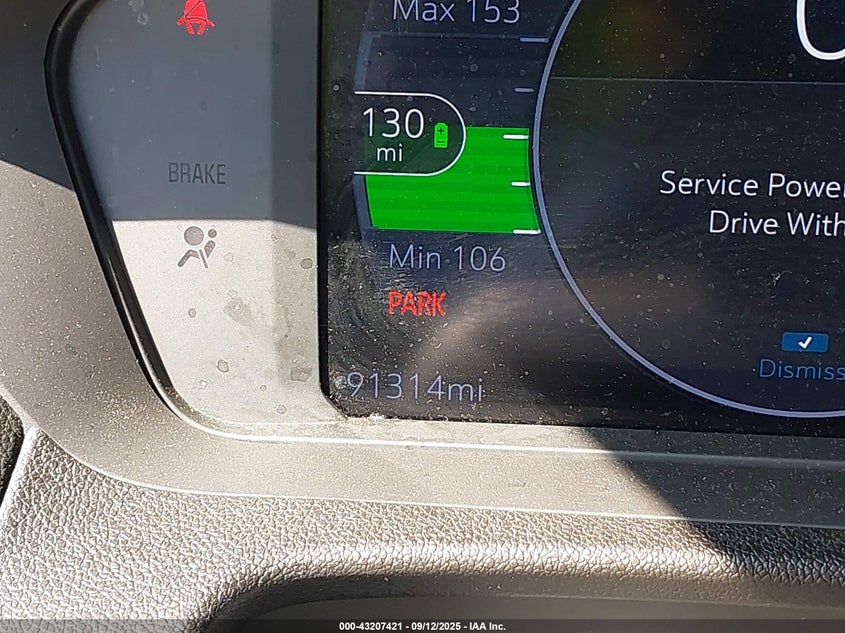 Max 153
130
mi
BRAKE
Service Power
Drive With
Min 106
PARK
Dismiss
91314mi
000-43207421 - 09/12/2025 - IAA Inc.